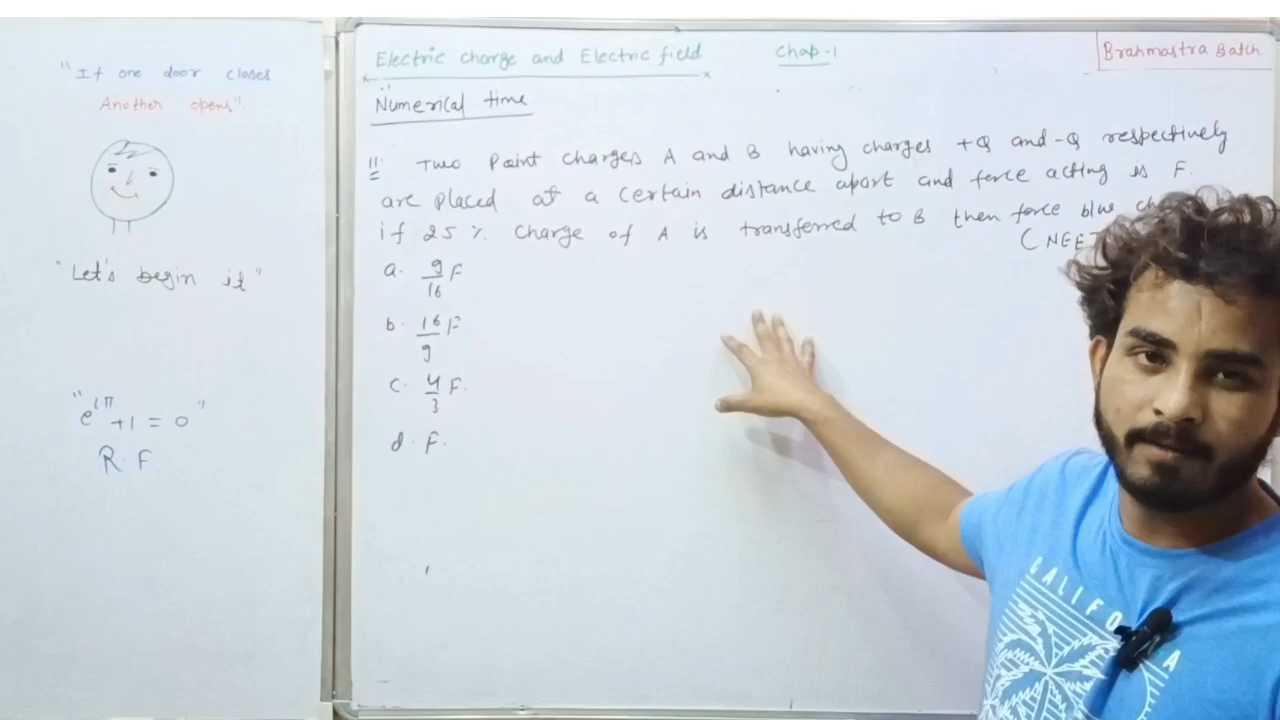 "If one door closes
Another opens".
"Let's begin it"
"e^iπ +1 = 0"
R.F.
Electric charge and Electric field
Chap-1
Brahmastra Batch
Numerical time
11. Two Point charges A and B having charges +Q and -Q respectively
are placed at a certain distance apart and force acting is F.
if 25 % charge of A is transferred to B then force b/w
(NEET
a. 9/16 F
b. 16/9 F
c. 4/3 F.
d. F.
CALIFO
A